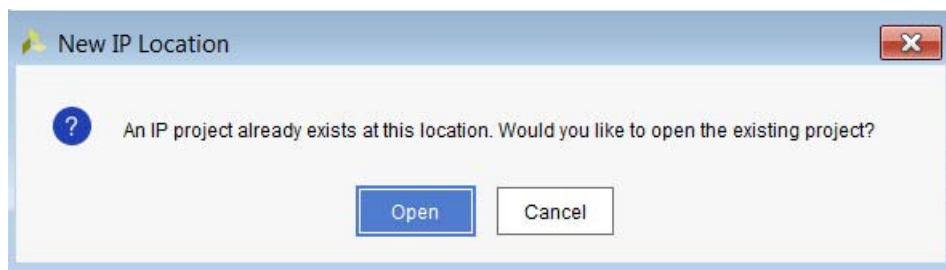 New IP Location
An IP project already exists at this location. Would you like to open the existing project?
Open
Cancel